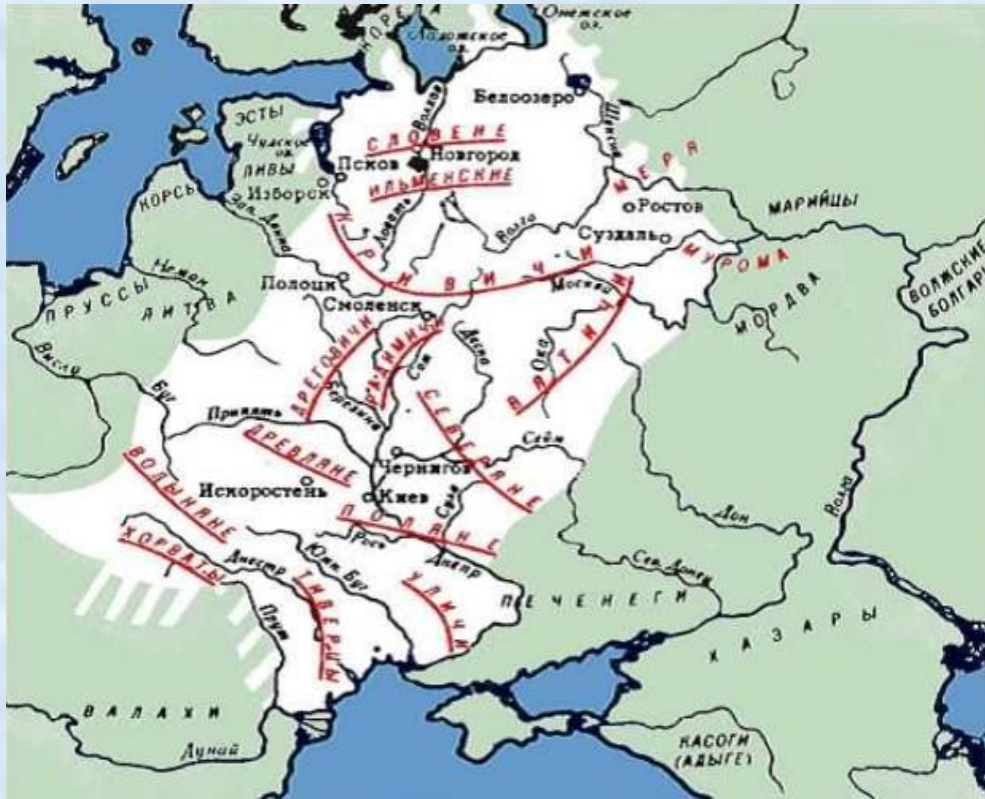 КОРЕЛА
Ладожское
оз.
Онежское
оз.
Белоозеро
Волхов
Шексна
ЭСТЫ
Чудское
оз.
ЛИВЫ
СЛОВЕНЕ
Псков
Новгород
Изборск
ИЛЬМЕНСКИЕ
МЕРЯ
Ростов
МАРИЙЦЫ
КОРСЬ
Зап. Двина
Ловать
Волга
Суздаль
МУРОМА
КРИВИЧИ
Полоцк
Москва
ВОЛЖСКИЕ
БОЛГАРЫ
МОРДВА
Неман
ПРУССЫ
ЛИТВА
Смоленск
Висла
Буг
ДРЕГОВИЧИ
РАДИМИЧИ
Сож
Десна
Ока
ВЯТИЧИ
Березина
Припять
СЕВЕРЯНЕ
Сейм
ДРЕВЛЯНЕ
Чернигов
ВОЛЫНЯНЕ
Искоростень
Киев
Сула
Дон
Волга
ПОЛЯНЕ
Рось
ХОРВАТЫ
Днестр
Юж. Буг
Днепр
Сев. Донец
ТИВЕРЦЫ
УЛИЧИ
ПЕЧЕНЕГИ
Прут
ХАЗАРЫ
ВАЛАХИ
Дунай
КАСОГИ
(АДЫГЕ)